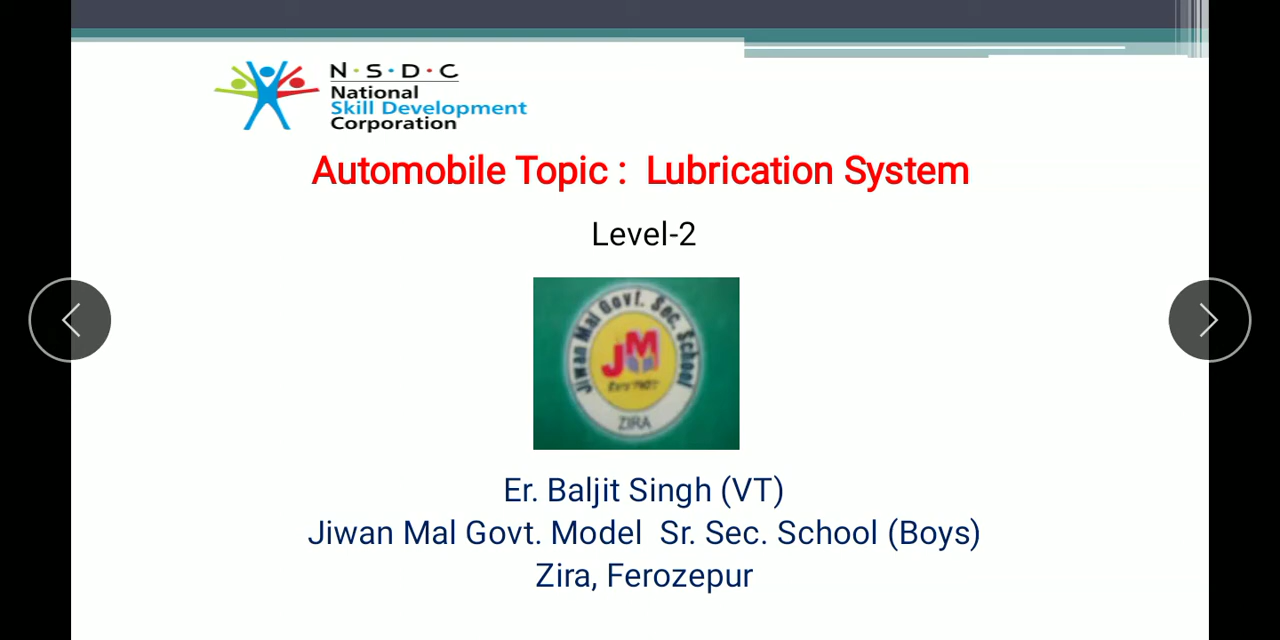 N·S·D·C
National
Skill Development
Corporation
Automobile Topic : Lubrication System
Level-2
Jiwan Mal Govt. Sec. School
JM
ZIRA
Er. Baljit Singh (VT)
Jiwan Mal Govt. Model Sr. Sec. School (Boys)
Zira, Ferozepur